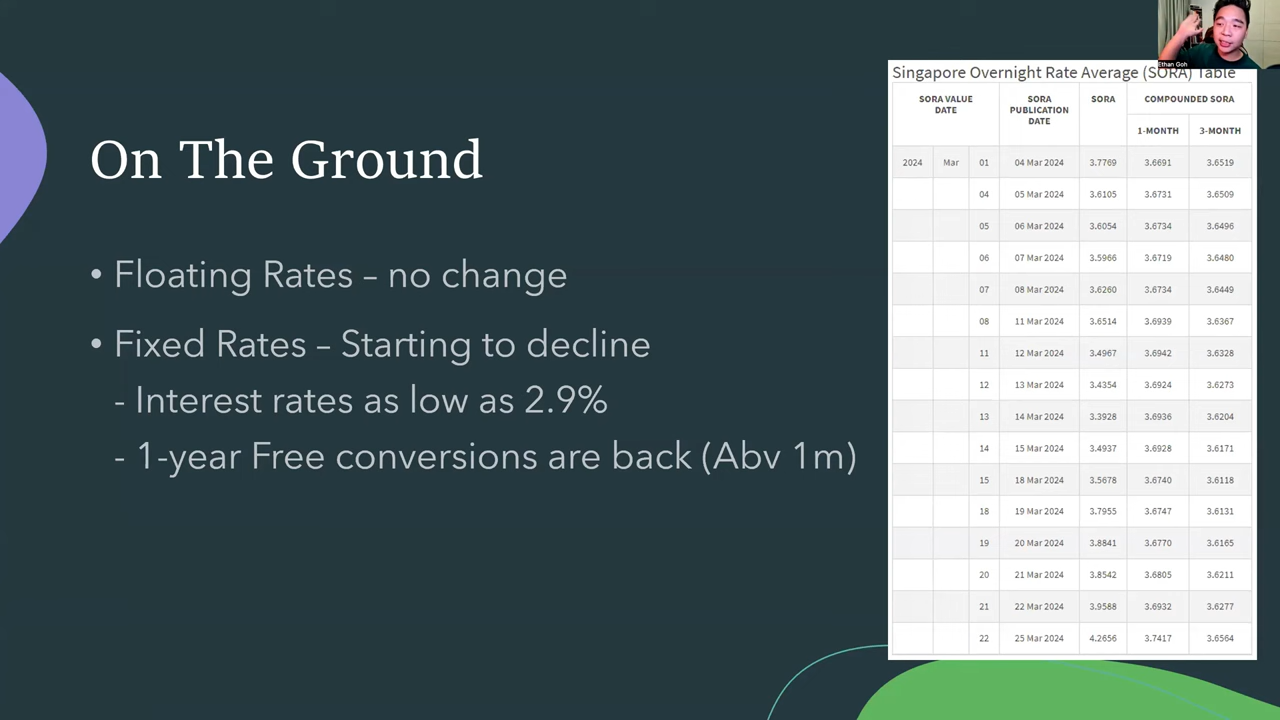 Ethan Goh
On The Ground
• Floating Rates – no change
• Fixed Rates – Starting to decline
- Interest rates as low as 2.9%
- 1-year Free conversions are back (Abv 1m)
Singapore Overnight Rate Average (SORA) Table
SORA VALUE DATE SORA PUBLICATION DATE SORA COMPOUNDED SORA
1-MONTH 3-MONTH
2024 Mar 01 04 Mar 2024 3.7769 3.6691 3.6519
04 05 Mar 2024 3.6105 3.6731 3.6509
05 06 Mar 2024 3.6054 3.6734 3.6496
06 07 Mar 2024 3.5966 3.6719 3.6480
07 08 Mar 2024 3.6260 3.6734 3.6449
08 11 Mar 2024 3.6514 3.6939 3.6367
11 12 Mar 2024 3.4967 3.6942 3.6328
12 13 Mar 2024 3.4354 3.6924 3.6273
13 14 Mar 2024 3.3928 3.6936 3.6204
14 15 Mar 2024 3.4937 3.6928 3.6171
15 18 Mar 2024 3.5678 3.6740 3.6118
18 19 Mar 2024 3.7955 3.6747 3.6131
19 20 Mar 2024 3.8841 3.6770 3.6165
20 21 Mar 2024 3.8542 3.6805 3.6211
21 22 Mar 2024 3.9588 3.6932 3.6277
22 25 Mar 2024 4.2656 3.7417 3.6564